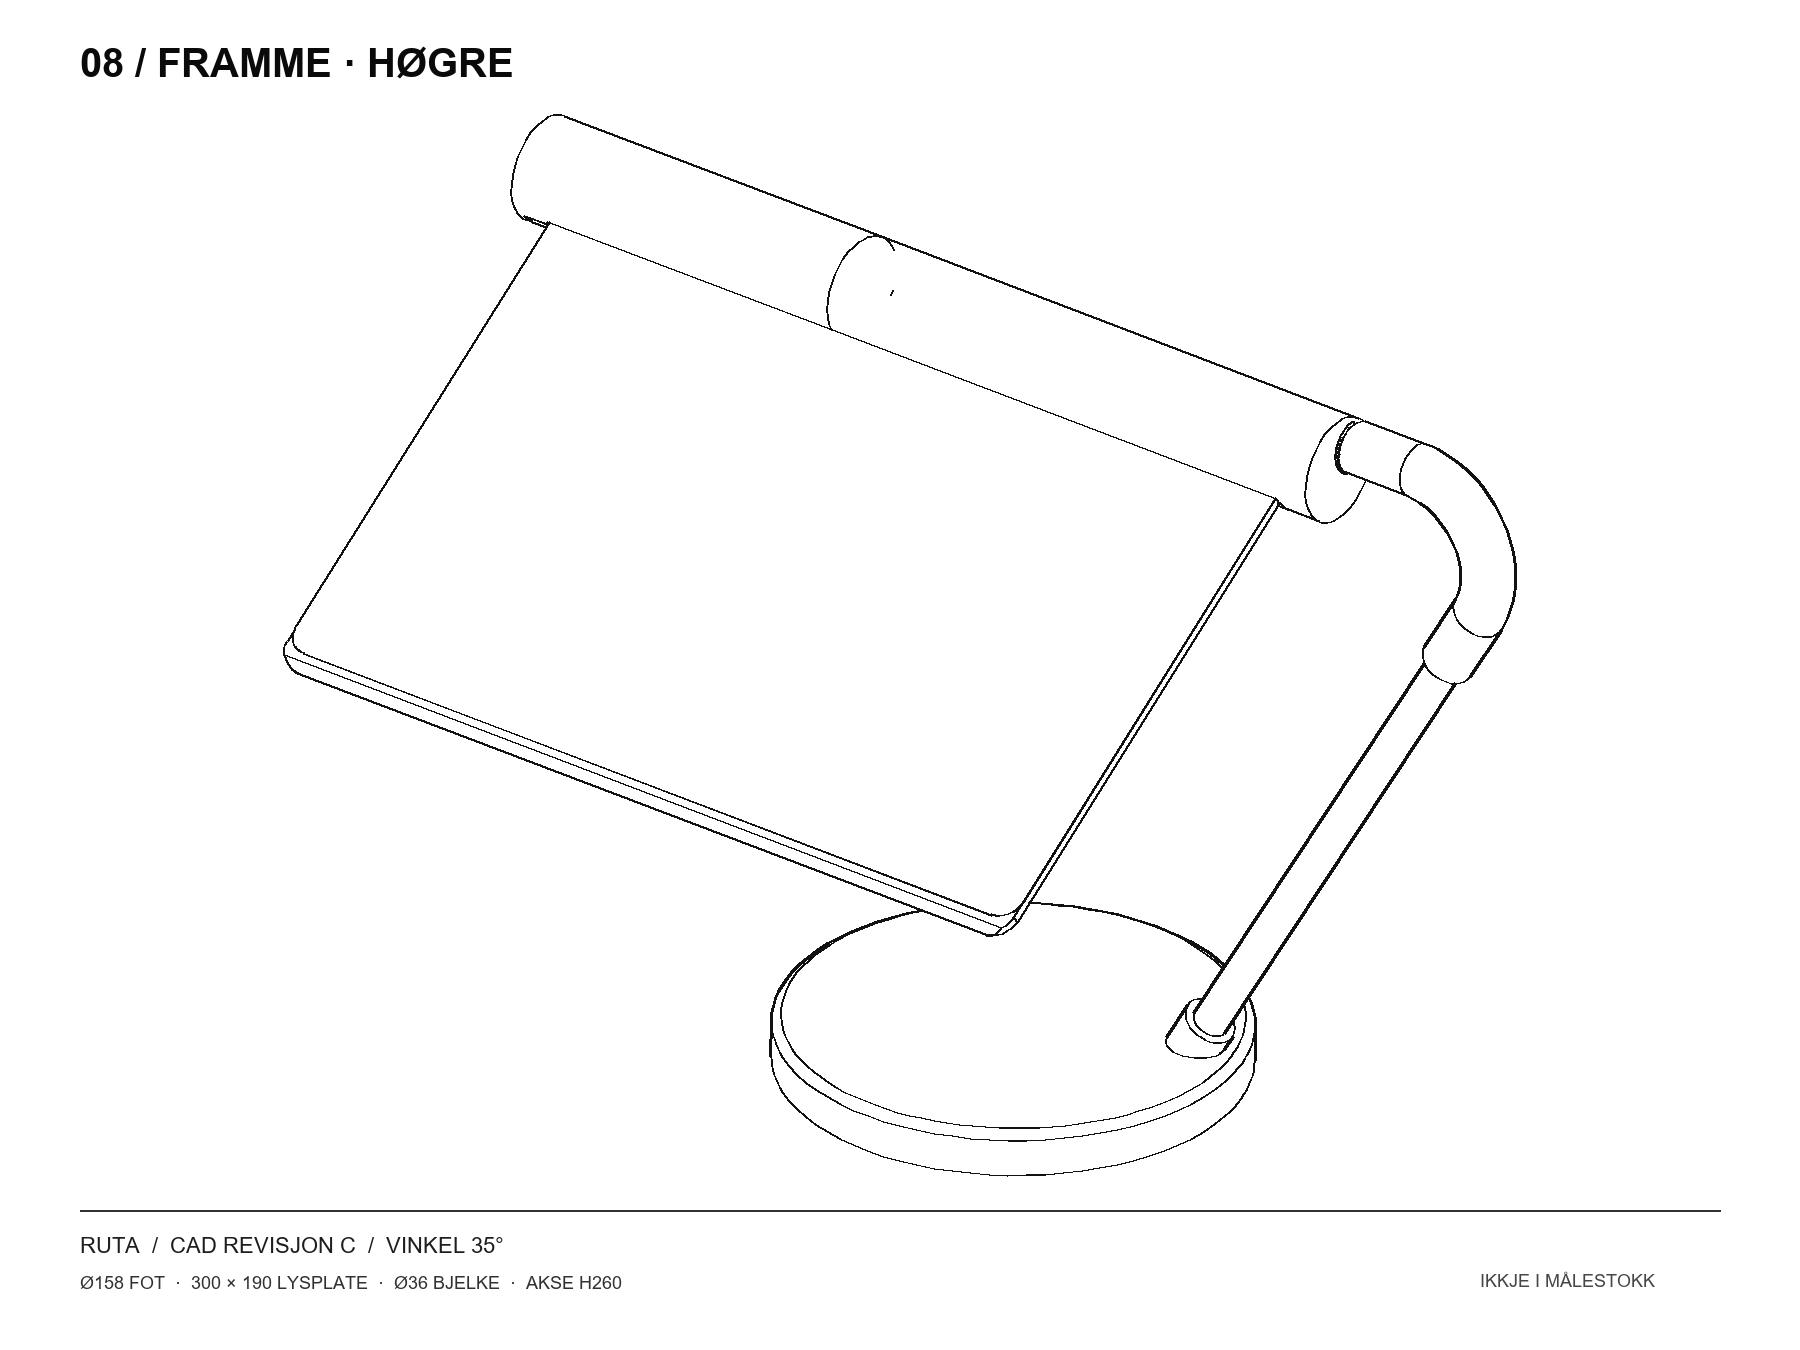 08 / FRAMME · HØGRE
RUTA / CAD REVISJON C / VINKEL 35°
Ø158 FOT · 300 × 190 LYSPLATE · Ø36 BJELKE · AKSE H260
IKKJE I MÅLESTOKK